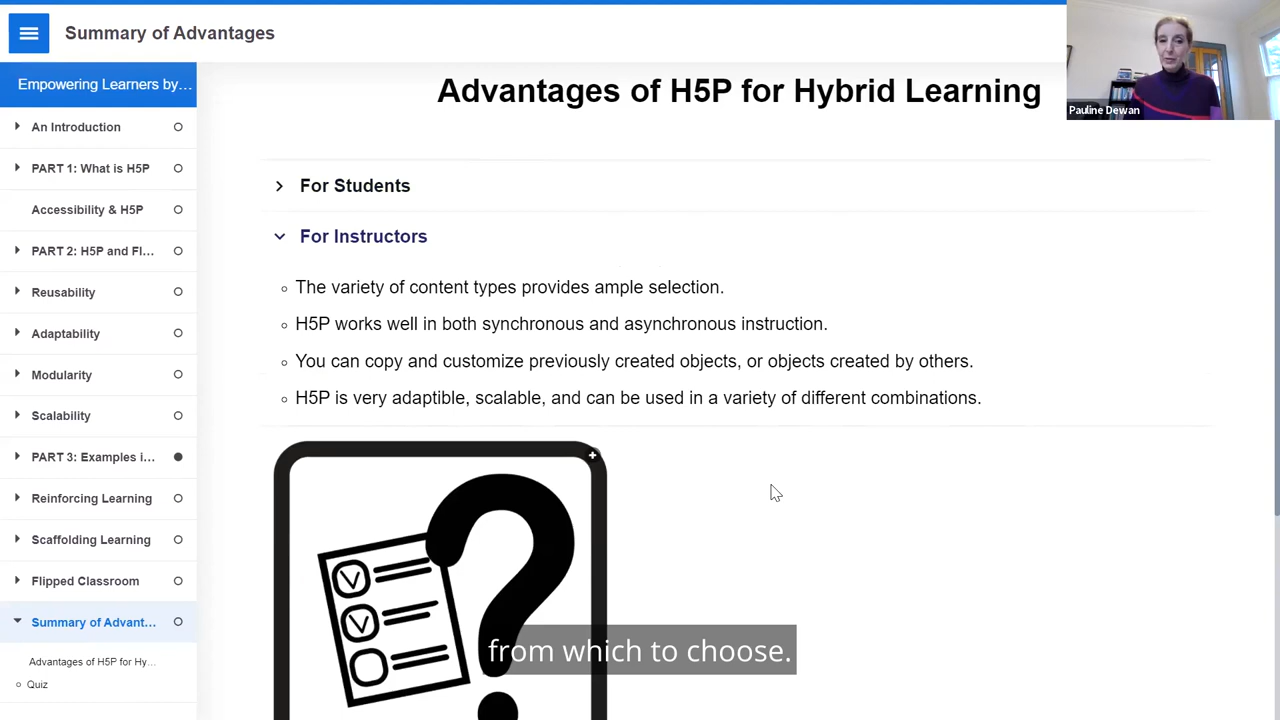 Summary of Advantages
Pauline Dewan
Empowering Learners by...
An Introduction
PART 1: What is H5P
Accessibility & H5P
PART 2: H5P and Fl...
Reusability
Adaptability
Modularity
Scalability
PART 3: Examples i...
Reinforcing Learning
Scaffolding Learning
Flipped Classroom
Summary of Advant...
Advantages of H5P for Hy...
Quiz
Advantages of H5P for Hybrid Learning
For Students
For Instructors
The variety of content types provides ample selection.
H5P works well in both synchronous and asynchronous instruction.
You can copy and customize previously created objects, or objects created by others.
H5P is very adaptible, scalable, and can be used in a variety of different combinations.
from which to choose.